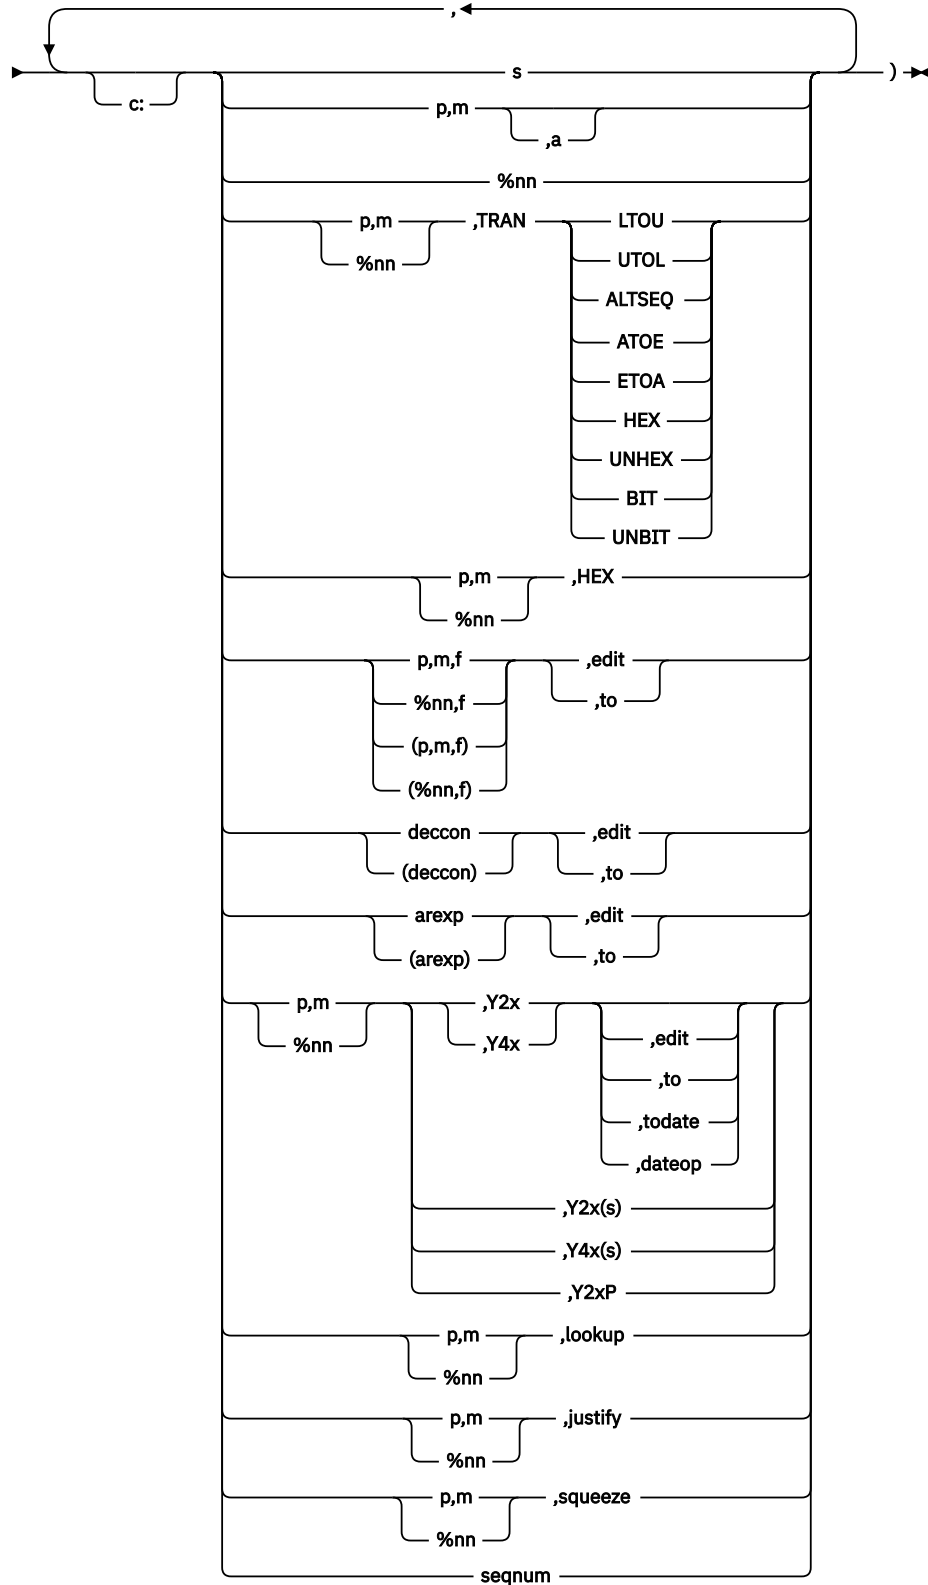 ,
s )
c:
p,m
,a
%nn
p,m ,TRAN LTOU
%nn UTOL
ALTSEQ
ATOE
ETOA
HEX
UNHEX
BIT
UNBIT
p,m ,HEX
%nn
p,m,f ,edit
%nn,f ,to
(p,m,f)
(%nn,f)
deccon ,edit
(deccon) ,to
arexp ,edit
(arexp) ,to
p,m ,Y2x
%nn ,Y4x ,edit
,to
,todate
,dateop
,Y2x(s)
,Y4x(s)
,Y2xP
p,m ,lookup
%nn
p,m ,justify
%nn
p,m ,squeeze
%nn
seqnum